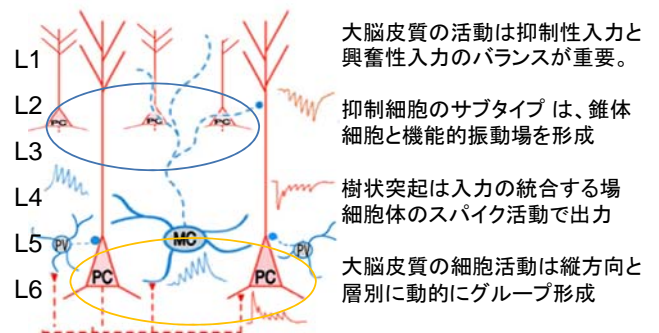 大脳皮質の活動は抑制性入力と
興奮性入力のバランスが重要。
抑制細胞のサブタイプ は、錐体
細胞と機能的振動場を形成
樹状突起は入力の統合する場
細胞体のスパイク活動で出力
大脳皮質の細胞活動は縦方向と
層別に動的にグループ形成
L1
L2
PC PC PC
L3
L4
L5
PV MC PV
PC PC
L6